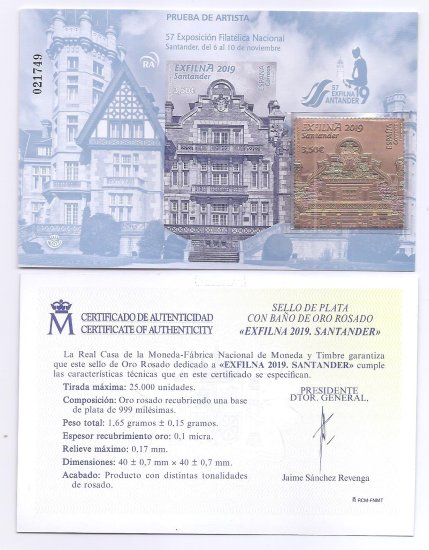 PRUEBA DE ARTISTA
57 Exposición Filatélica Nacional
Santander, del 6 al 10 de noviembre
021749
RA
EXFILNA 2019
Santander
ESPAÑA
Correos
57
EXFILNA
SANTANDER
EXFILNA 2019
Santander
ESPAÑA
CERTIFICADO DE AUTENTICIDAD
CERTIFICATE OF AUTHENTICITY
SELLO DE PLATA
CON BAÑO DE ORO ROSADO
«EXFILNA 2019. SANTANDER»
La Real Casa de la Moneda-Fábrica Nacional de Moneda y Timbre garantiza
que este sello de Oro Rosado dedicado a «EXFILNA 2019. SANTANDER» cumple
las características técnicas que en este certificado se especifican.
Tirada máxima: 25.000 unidades.
Composición: Oro rosado recubriendo una base
de plata de 999 milésimas.
Peso total: 1,65 gramos ± 0,15 gramos.
Espesor recubrimiento oro: 0,1 micra.
Relieve máximo: 0,17 mm.
Dimensiones: 40 ± 0,7 mm × 40 ± 0,7 mm.
Acabado: Producto con distintas tonalidades
de rosado.
PRESIDENTE
DTOR. GENERAL,
Jaime Sánchez Revenga
RCM-FNMT